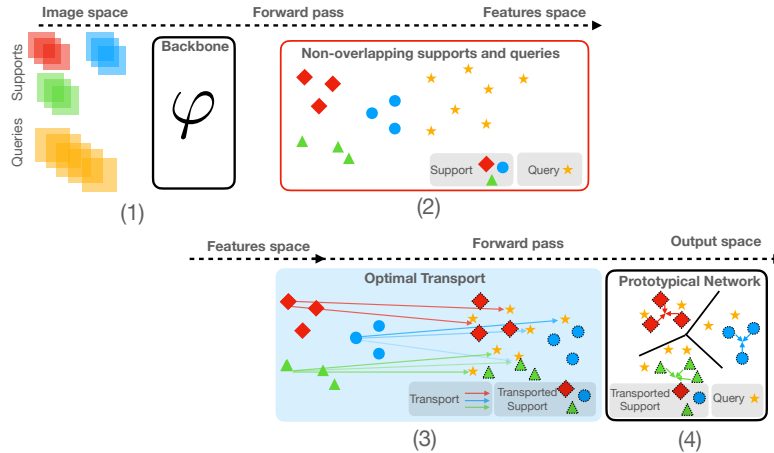 Image space
Forward pass
Features space
Supports
Queries
Backbone
φ
Non-overlapping supports and queries
Support
Query
(1)
(2)
Features space
Forward pass
Output space
Optimal Transport
Prototypical Network
Transport
Transported
Support
Transported
Support
Query
(3)
(4)